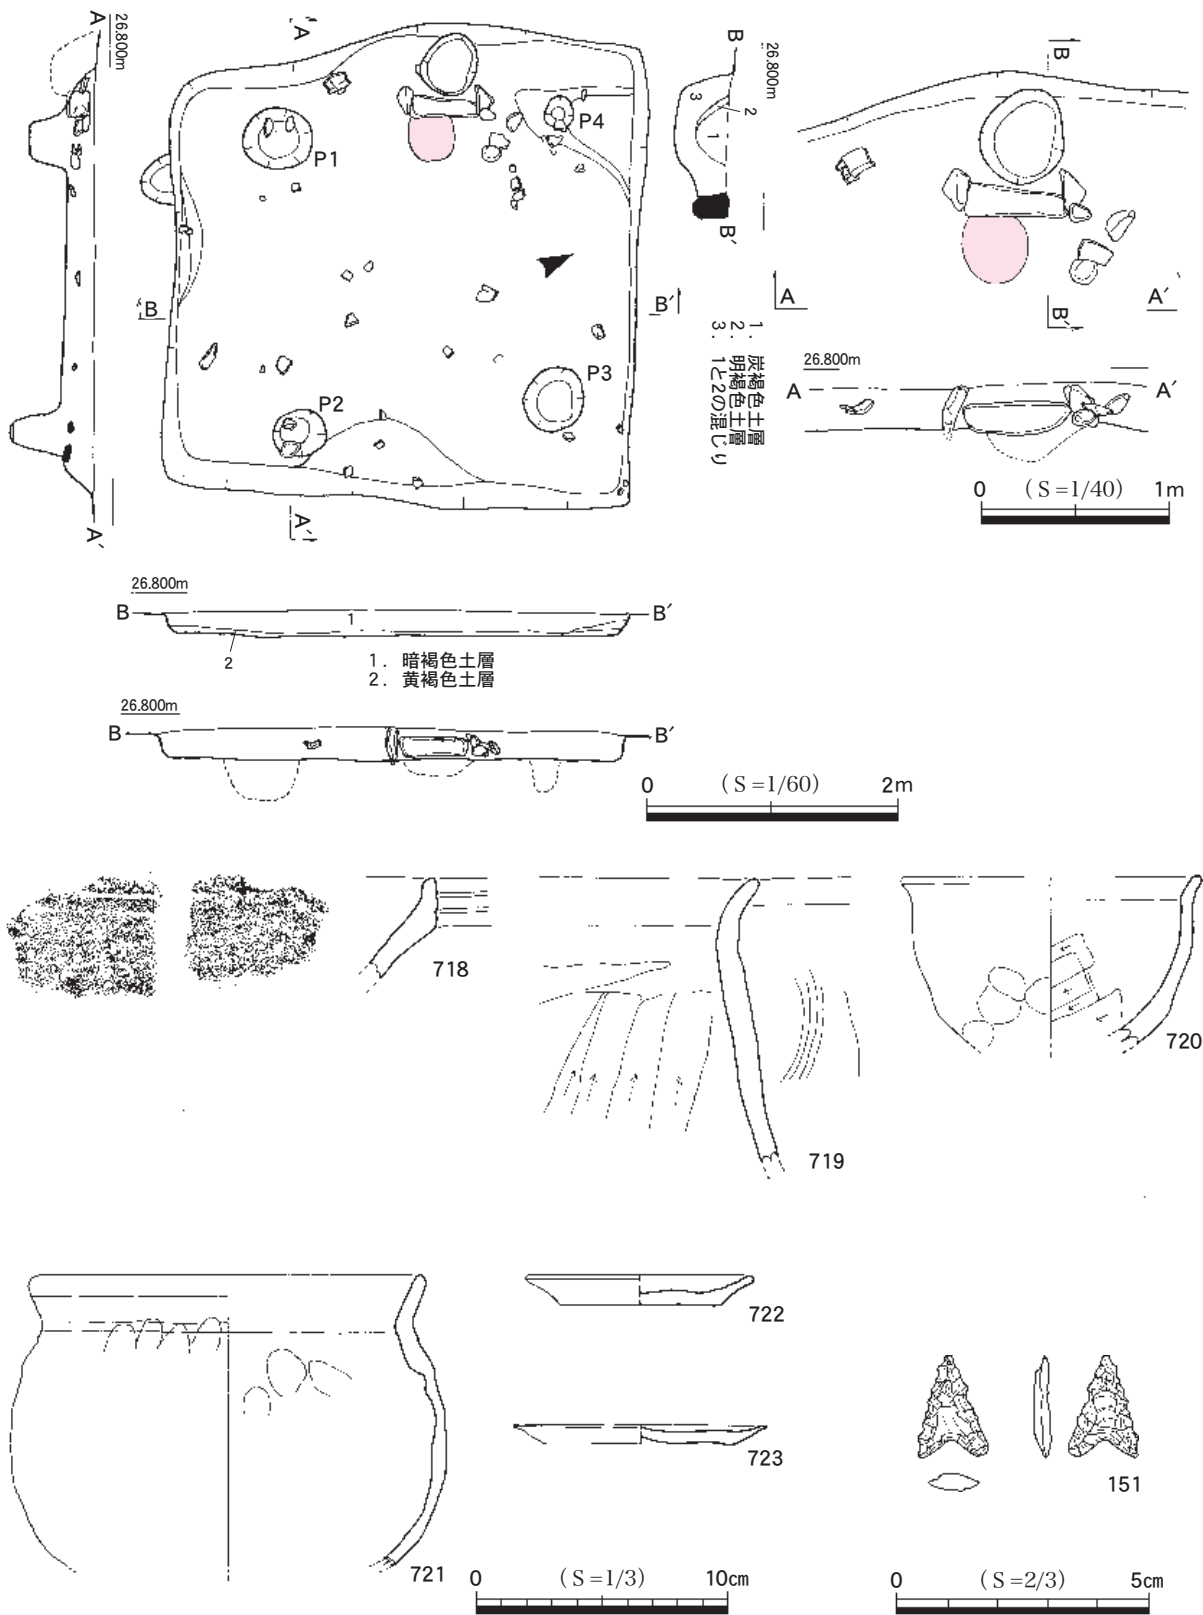 A
26.800m
A′
A
P1
P4
P2
P3
B
B′
A′
B
26.800m
3
2
1
B′
1. 炭褐色土層
2. 明褐色土層
3. 1と2の混じり
B
A
A′
B′
26.800m
A
A′
0 (S=1/40) 1m
26.800m
B
1
B′
2
1. 暗褐色土層
2. 黄褐色土層
26.800m
B
B′
0 (S=1/60) 2m
718
719
720
721
722
723
151
0 (S=1/3) 10cm
0 (S=2/3) 5cm